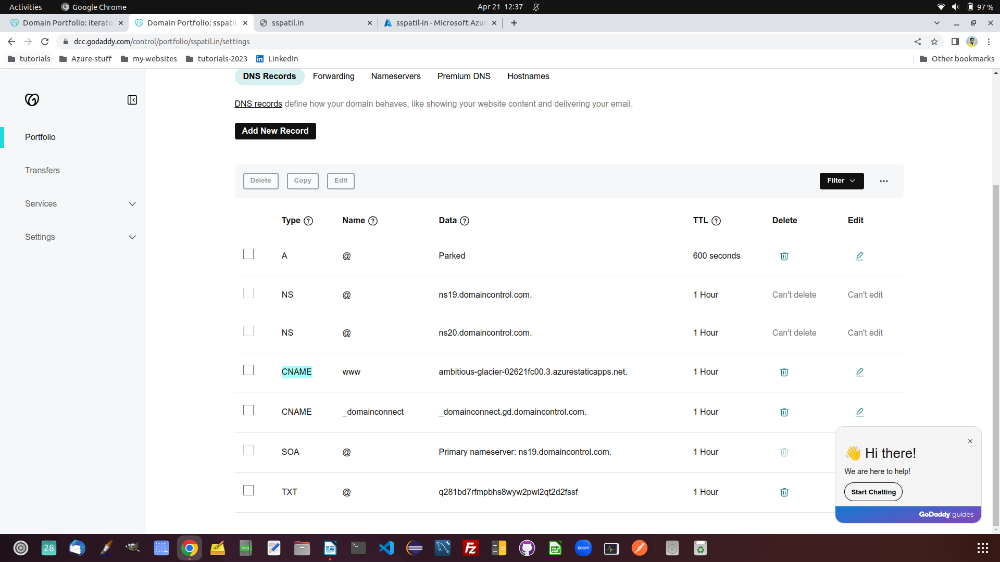 Activities
Google Chrome
Apr 21 12:37
97 %
Domain Portfolio: iterato
Domain Portfolio: sspatil.
sspatil.in
sspatil-in - Microsoft Azur
dcc.godaddy.com/control/portfolio/sspatil.in/settings
tutorials
Azure-stuff
my-websites
tutorials-2023
LinkedIn
Other bookmarks
Portfolio
Transfers
Services
Settings
DNS Records
Forwarding
Nameservers
Premium DNS
Hostnames
DNS records define how your domain behaves, like showing your website content and delivering your email.
Add New Record
Delete
Copy
Edit
Filter
Type ? Name ? Data ? TTL ? Delete Edit
A @ Parked 600 seconds
NS @ ns19.domaincontrol.com. 1 Hour Can't delete Can't edit
NS @ ns20.domaincontrol.com. 1 Hour Can't delete Can't edit
CNAME www ambitious-glacier-02621fc00.3.azurestaticapps.net. 1 Hour
CNAME _domainconnect _domainconnect.gd.domaincontrol.com. 1 Hour
SOA @ Primary nameserver: ns19.domaincontrol.com. 1 Hour
TXT @ q281bd7rfmpbhs8wyw2pwl2qt2d2fssf 1 Hour
Hi there!
We are here to help!
Start Chatting
GoDaddy guides
28
nqq
Fz
zoom